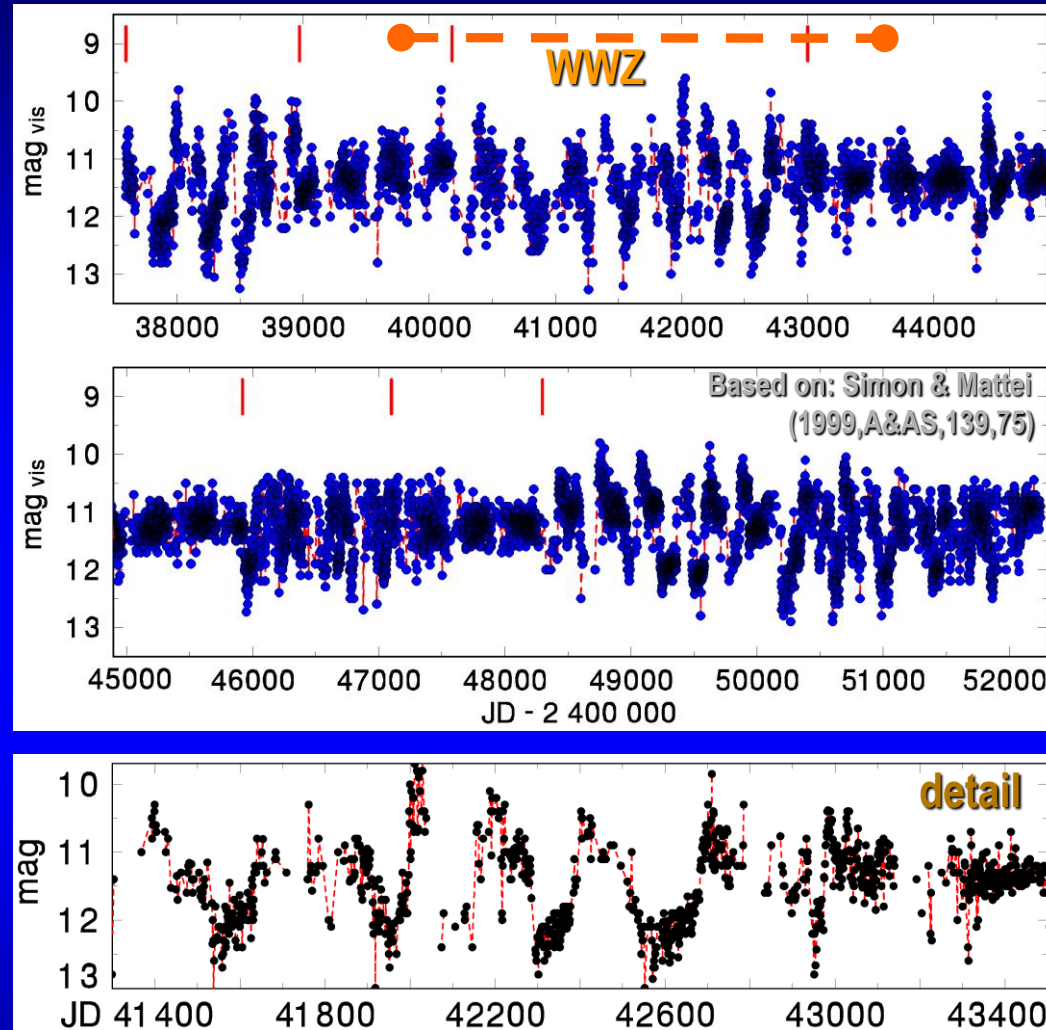 WWZ
9
10
11
12
13
mag vis
38000 39000 40000 41000 42000 43000 44000
Based on: Simon & Mattei
(1999,A&AS,139,75)
9
10
11
12
13
mag vis
45000 46000 47000 48000 49000 50000 51000 52000
JD - 2 400 000
detail
10
11
12
13
mag
JD 41400 41800 42200 42600 43000 43400